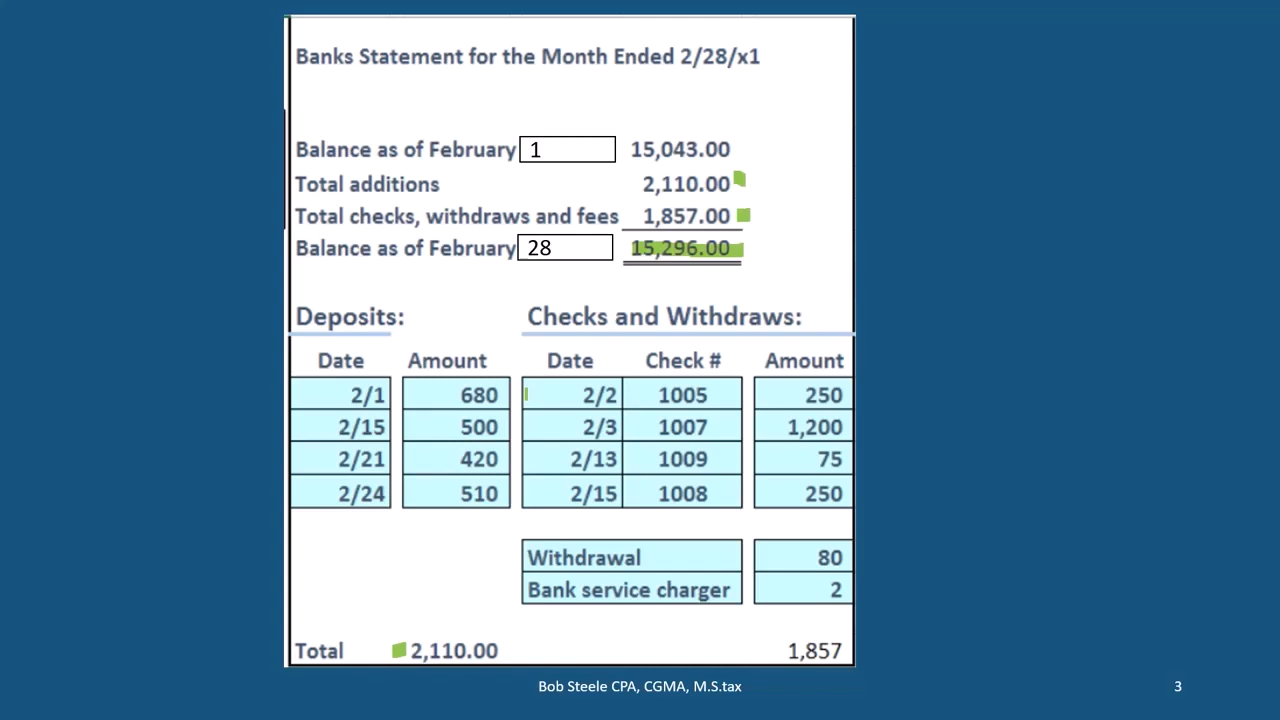 Banks Statement for the Month Ended 2/28/x1
Balance as of February 1 15,043.00
Total additions 2,110.00
Total checks, withdraws and fees 1,857.00
Balance as of February 28 15,296.00
Deposits: Checks and Withdraws:
Date Amount Date Check # Amount
2/1 680 2/2 1005 250
2/15 500 2/3 1007 1,200
2/21 420 2/13 1009 75
2/24 510 2/15 1008 250
Withdrawal 80
Bank service charger 2
Total 2,110.00 1,857
Bob Steele CPA, CGMA, M.S.tax 3